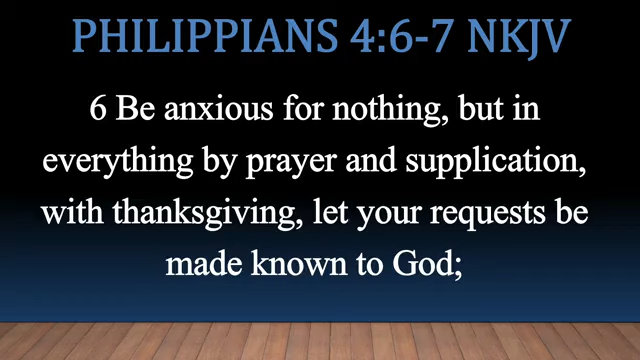 PHILIPPIANS 4:6-7 NKJV
6 Be anxious for nothing, but in
everything by prayer and supplication,
with thanksgiving, let your requests be
made known to God;